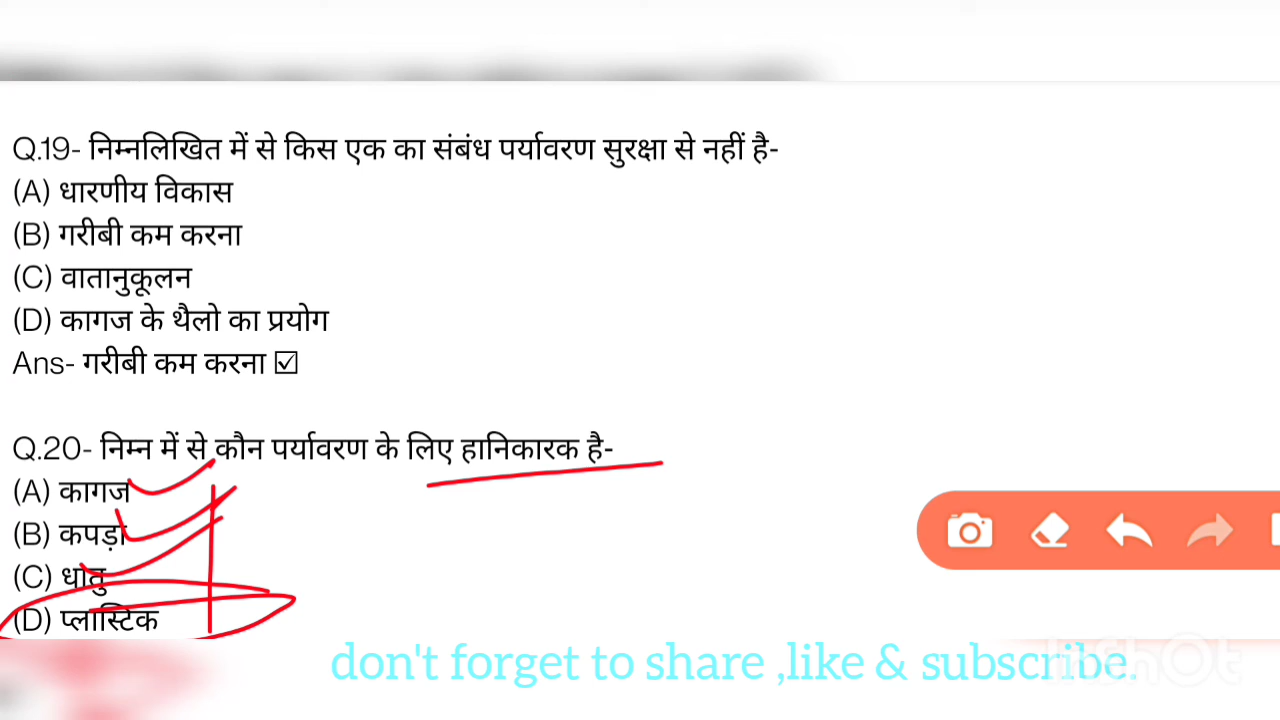 Q.19- निम्नलिखित में से किस एक का संबंध पर्यावरण सुरक्षा से नहीं है-
(A) धारणीय विकास
(B) गरीबी कम करना
(C) वातानुकूलन
(D) कागज के थैलो का प्रयोग
Ans- गरीबी कम करना ☑
Q.20- निम्न में से कौन पर्यावरण के लिए हानिकारक है-
(A) कागज
(B) कपड़ा
(C) धातु
(D) प्लास्टिक
don't forget to share ,like & subscribe.